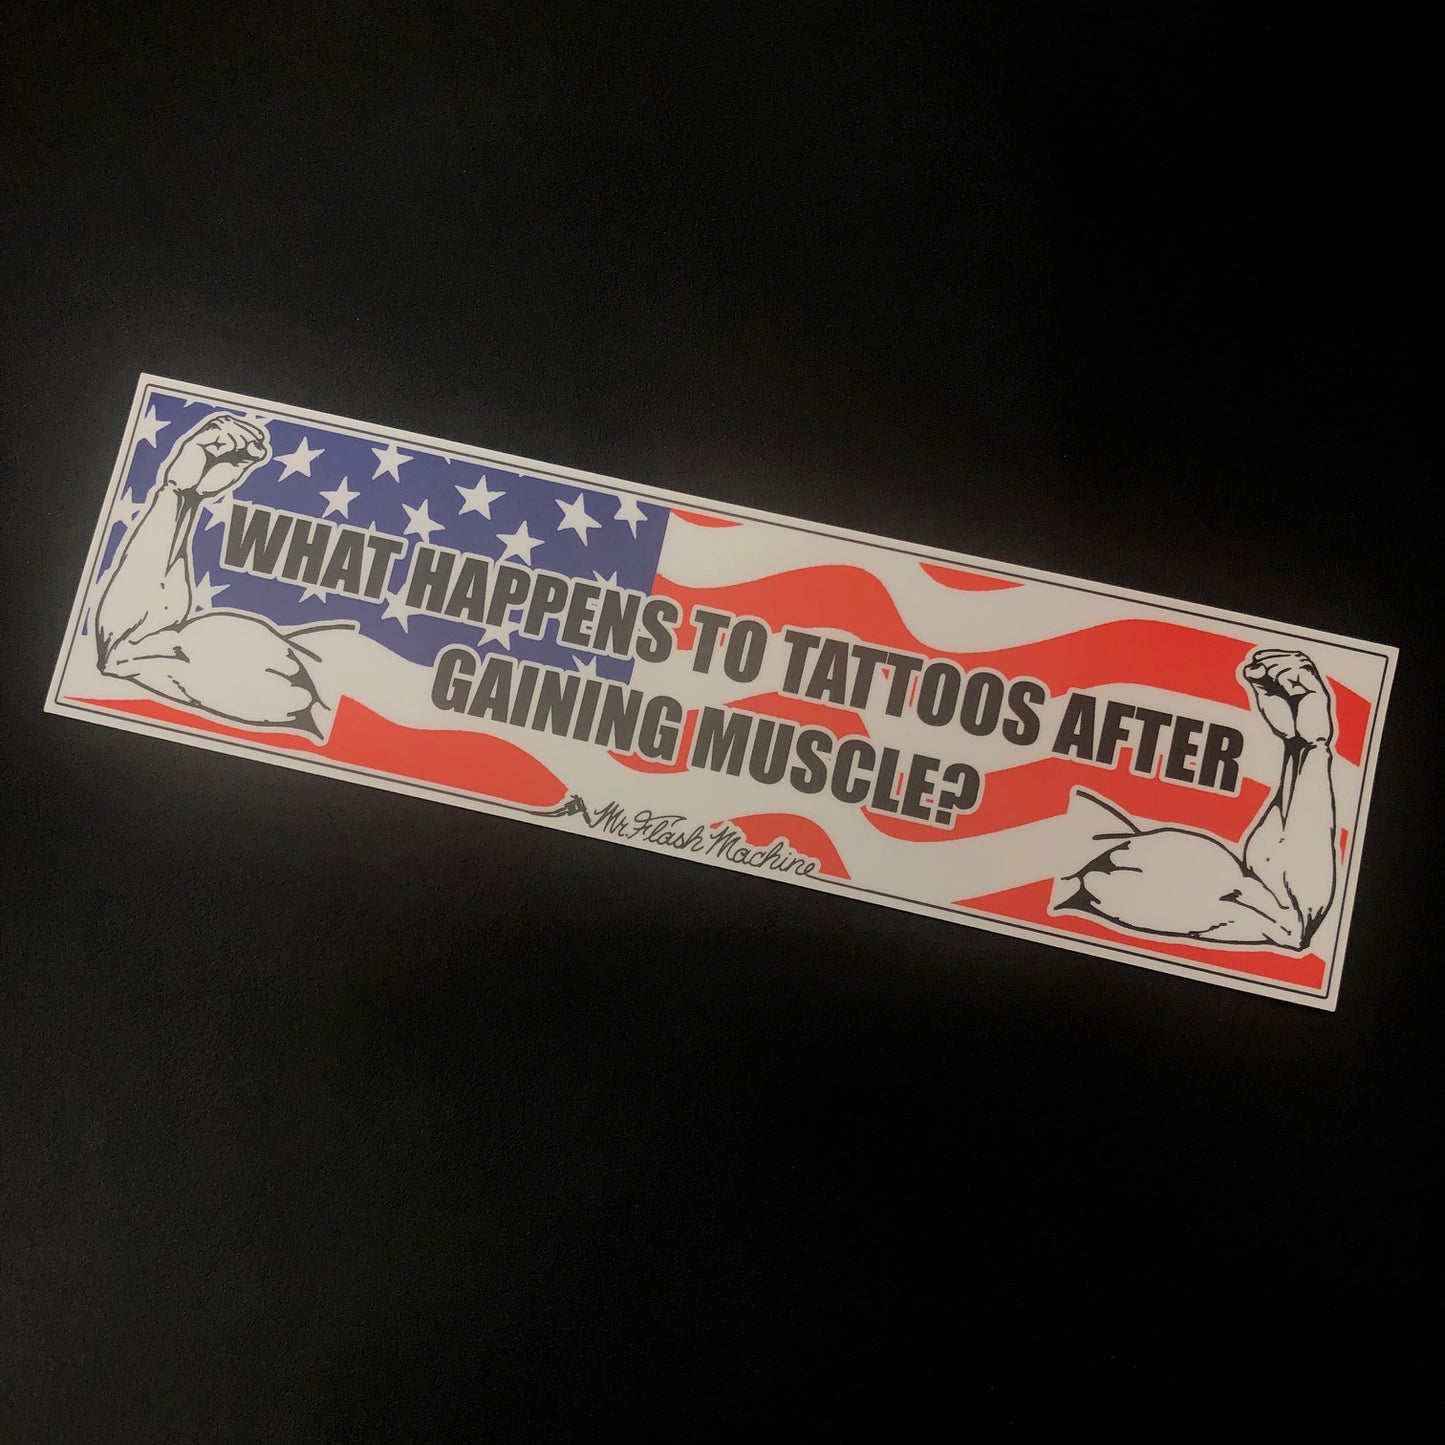 WHAT HAPPENS TO TATTOOS AFTER
GAINING MUSCLE?
Mr. Flash Machine